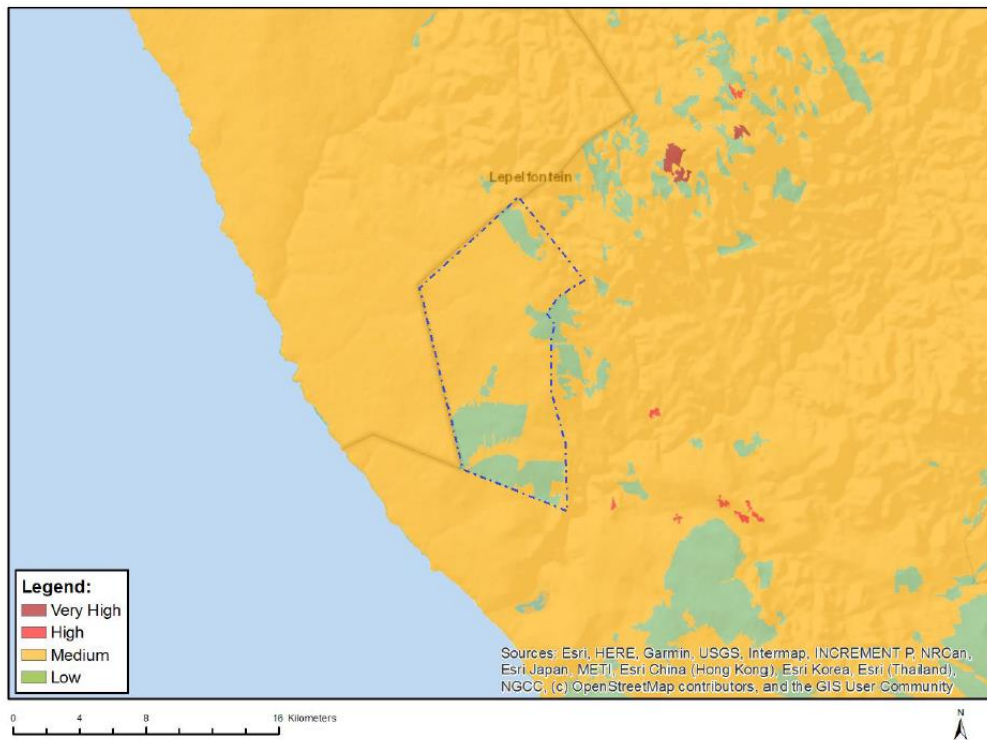 Lepelfontein
Legend:
Very High
High
Medium
Low
Sources: Esri, HERE, Garmin, USGS, Intermap, INCREMENT P, NRCan,
Esri Japan, METI, Esri China (Hong Kong), Esri Korea, Esri (Thailand),
NGCC, (c) OpenStreetMap contributors, and the GIS User Community
0 4 8 16 Kilometers
N